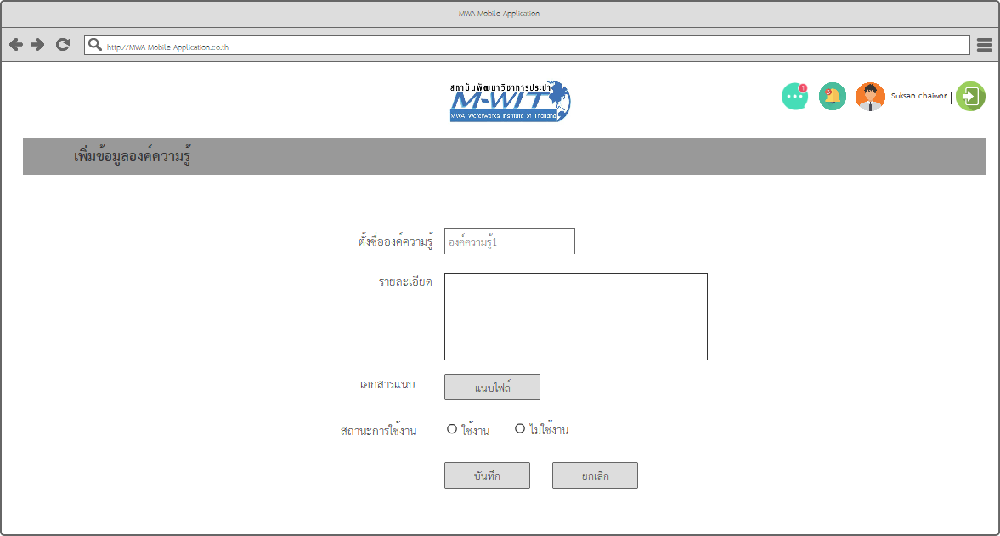 MWA Mobile Application
http://MWA Mobile Application.co.th
สถาบันพัฒนาวิชาการประปา
M-WIT
MWA Waterworks Institute of Thailand
1
5
Suksan chaiwor |
เพิ่มข้อมูลองค์ความรู้
ตั้งชื่อองค์ความรู้
องค์ความรู้1
รายละเอียด
เอกสารแนบ
แนบไฟล์
สถานะการใช้งาน
ใช้งาน
ไม่ใช้งาน
บันทึก
ยกเลิก